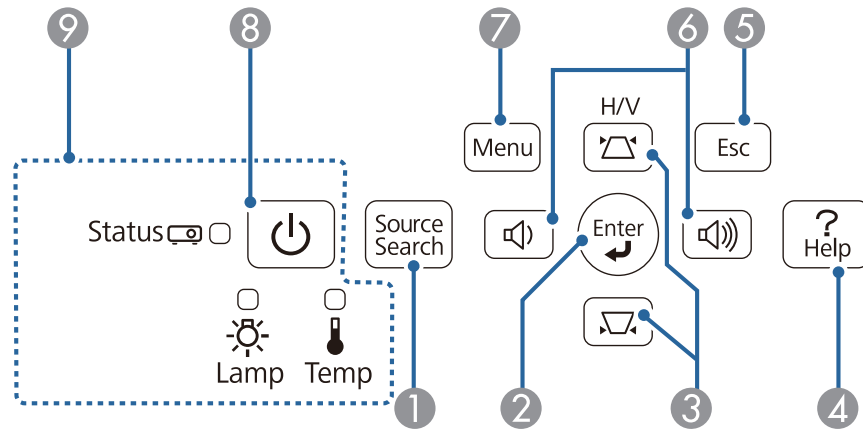 9
8
7
6
5
H/V
Menu
Esc
Status
Source
Search
Enter
?
Help
Lamp
Temp
1
2
3
4